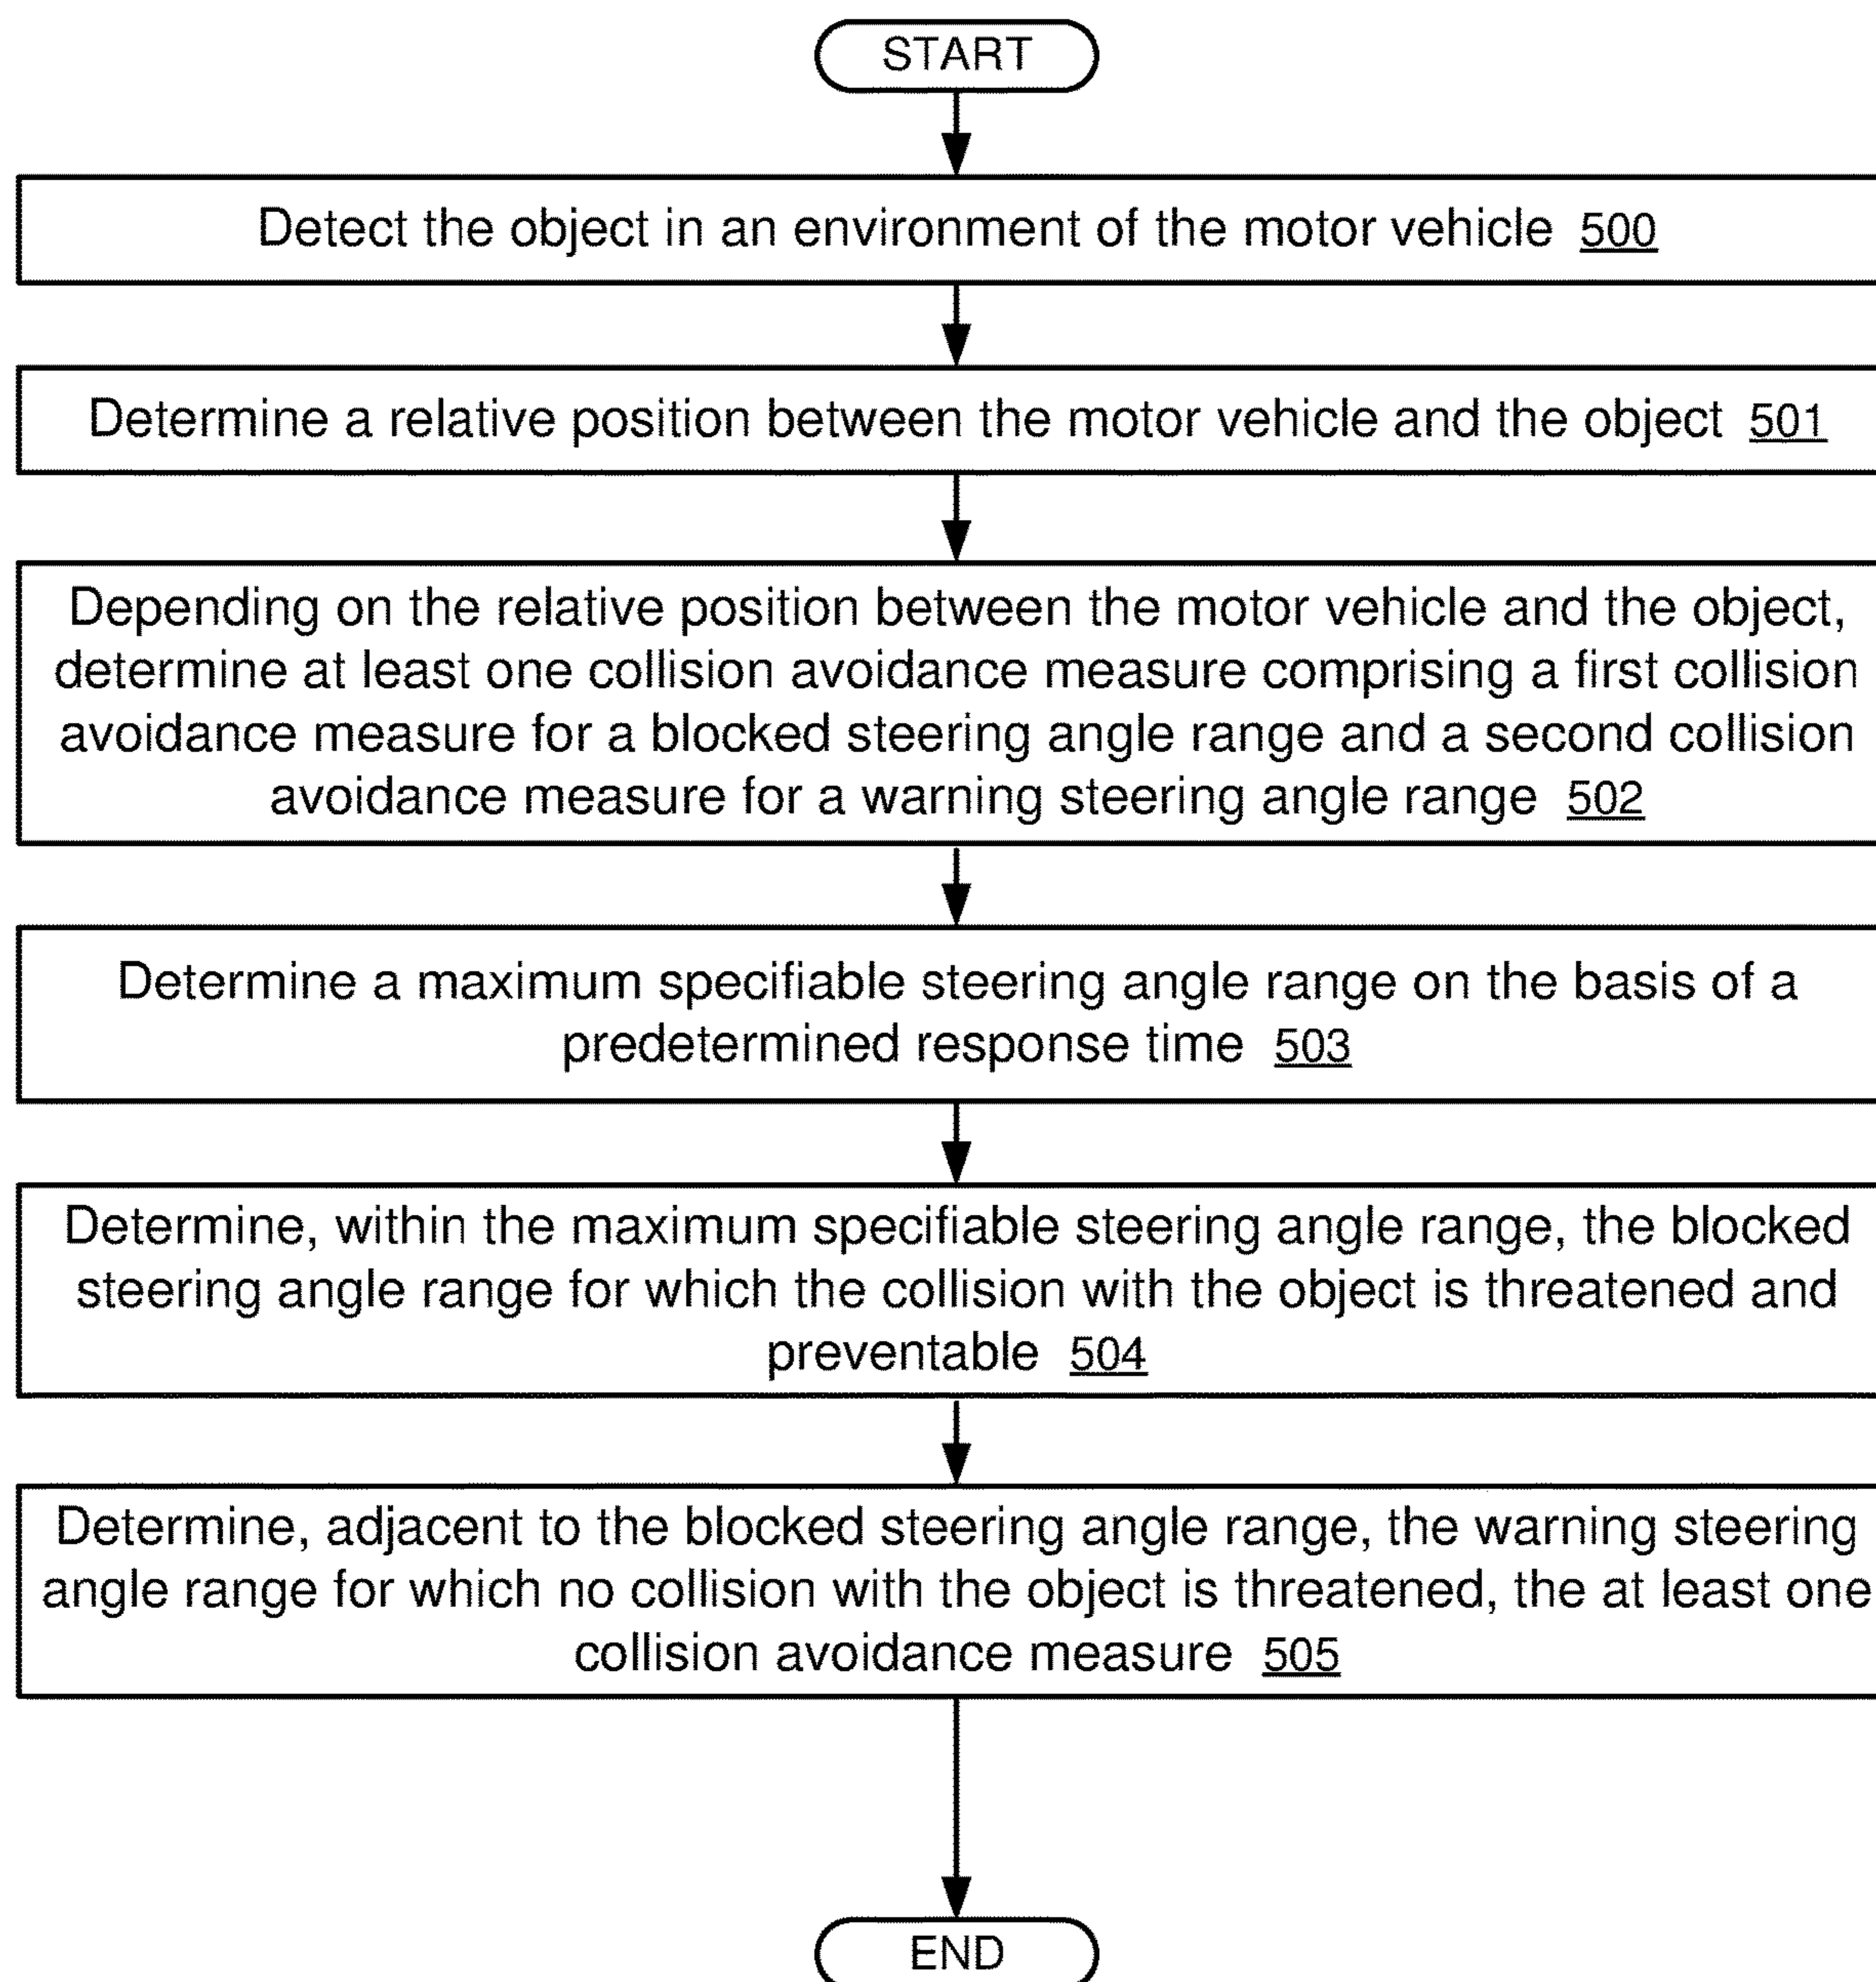 START
Detect the object in an environment of the motor vehicle 500
Determine a relative position between the motor vehicle and the object 501
Depending on the relative position between the motor vehicle and the object,
determine at least one collision avoidance measure comprising a first collision
avoidance measure for a blocked steering angle range and a second collision
avoidance measure for a warning steering angle range 502
Determine a maximum specifiable steering angle range on the basis of a
predetermined response time 503
Determine, within the maximum specifiable steering angle range, the blocked
steering angle range for which the collision with the object is threatened and
preventable 504
Determine, adjacent to the blocked steering angle range, the warning steering
angle range for which no collision with the object is threatened, the at least one
collision avoidance measure 505
END